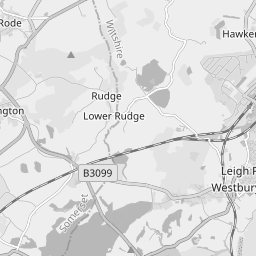 Rode
Wiltshire
Hawker
Rudge
Lower Rudge
ngton
B3099
Leigh P
Westbury
Somerset